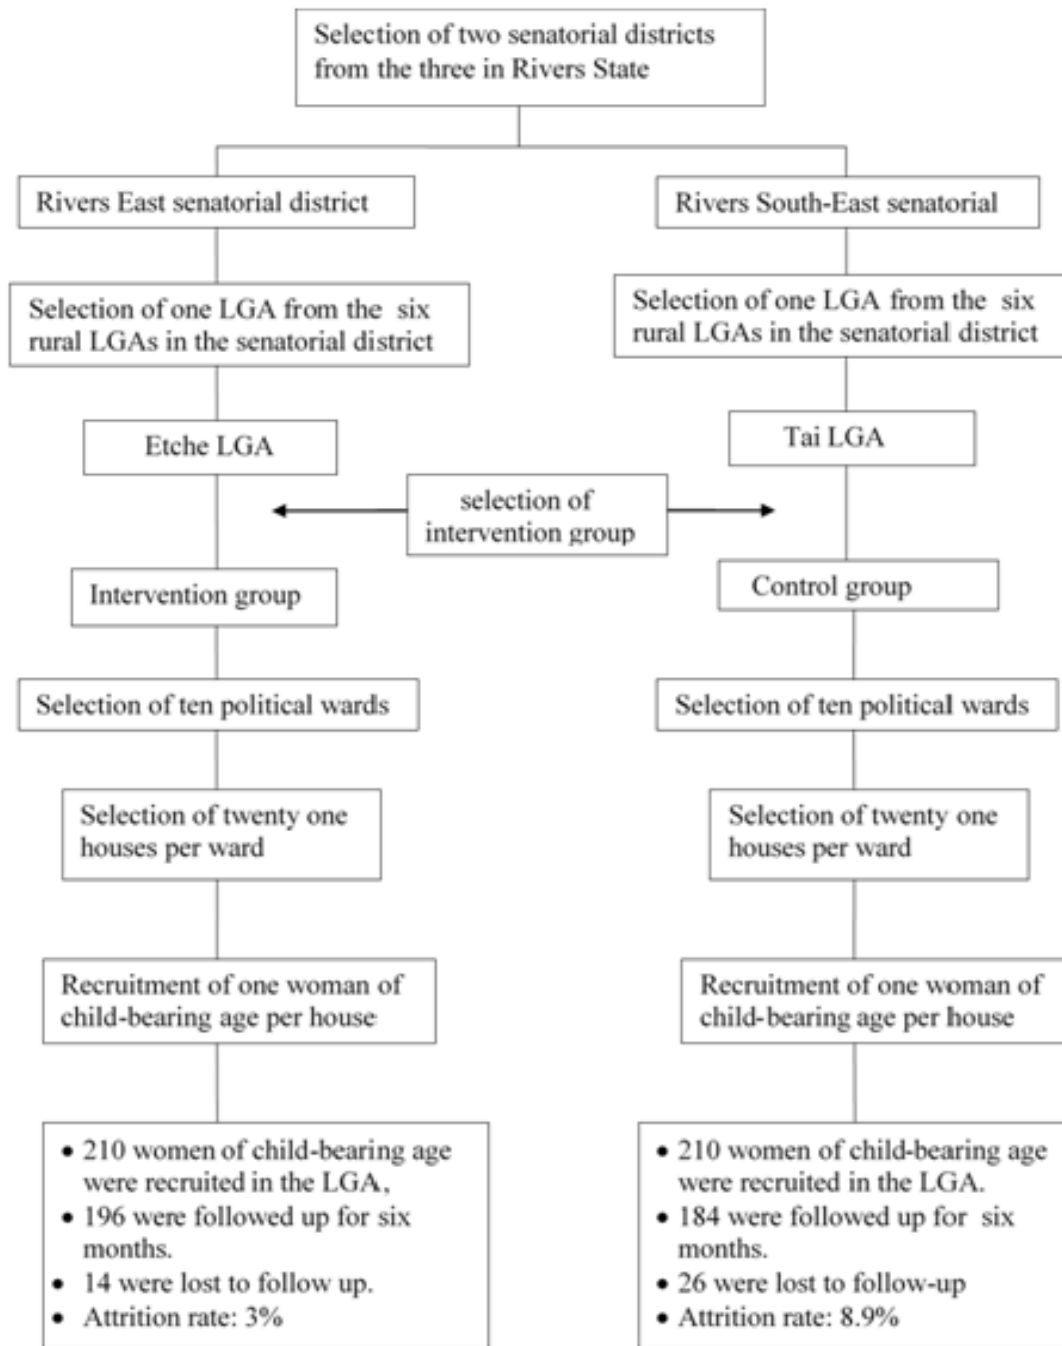 Selection of two senatorial districts
from the three in Rivers State
Rivers East senatorial district
Rivers South-East senatorial
Selection of one LGA from the six
rural LGAs in the senatorial district
Selection of one LGA from the six
rural LGAs in the senatorial district
Etche LGA
Tai LGA
selection of
intervention group
Intervention group
Control group
Selection of ten political wards
Selection of ten political wards
Selection of twenty one
houses per ward
Selection of twenty one
houses per ward
Recruitment of one woman of
child-bearing age per house
Recruitment of one woman of
child-bearing age per house
• 210 women of child-bearing age
were recruited in the LGA,
• 196 were followed up for six
months.
• 14 were lost to follow up.
• Attrition rate: 3%
• 210 women of child-bearing age
were recruited in the LGA.
• 184 were followed up for six
months.
• 26 were lost to follow-up
• Attrition rate: 8.9%